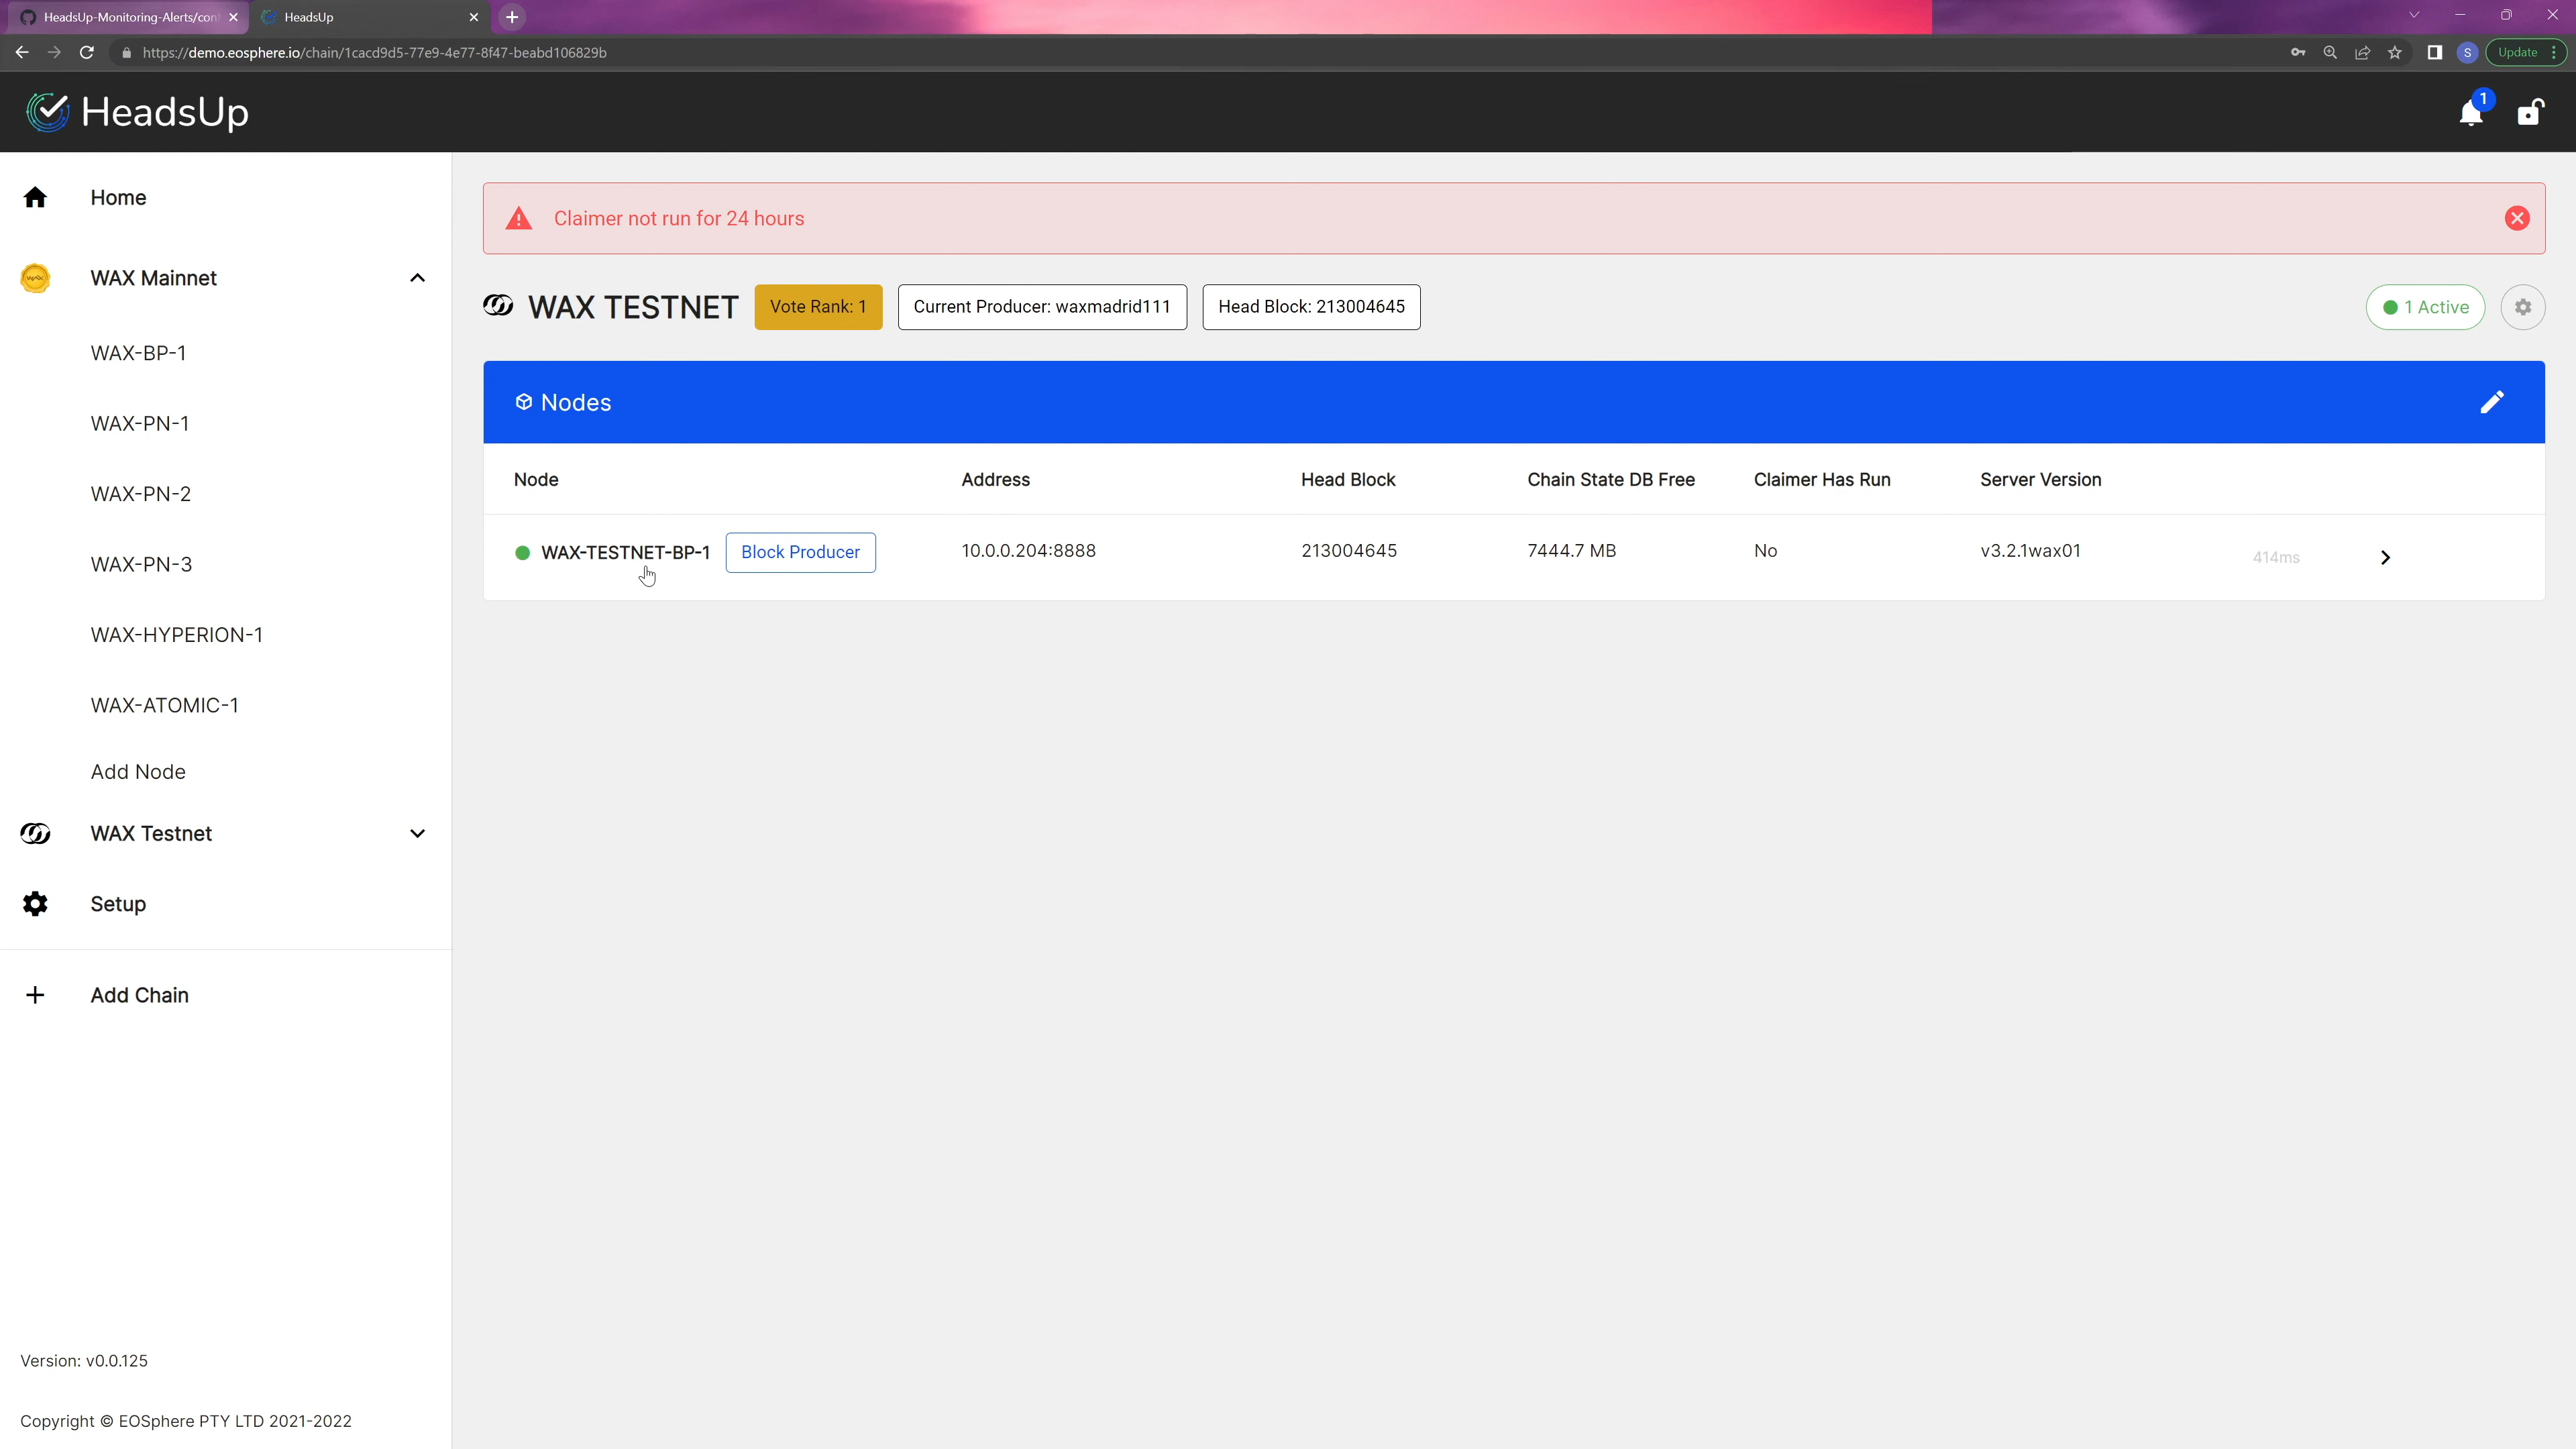 HeadsUp-Monitoring-Alerts/con
HeadsUp
https://demo.eosphere.io/chain/1cacd9d5-77e9-4e77-8f47-beabd106829b
S
Update
HeadsUp
1
Home
WAX Mainnet
WAX-BP-1
WAX-PN-1
WAX-PN-2
WAX-PN-3
WAX-HYPERION-1
WAX-ATOMIC-1
Add Node
WAX Testnet
Setup
Add Chain
Version: v0.0.125
Copyright © EOSphere PTY LTD 2021-2022
Claimer not run for 24 hours
WAX TESTNET Vote Rank: 1 Current Producer: waxmadrid111 Head Block: 213004645 1 Active
Nodes
Node Address Head Block Chain State DB Free Claimer Has Run Server Version
WAX-TESTNET-BP-1 Block Producer 10.0.0.204:8888 213004645 7444.7 MB No v3.2.1wax01 414ms